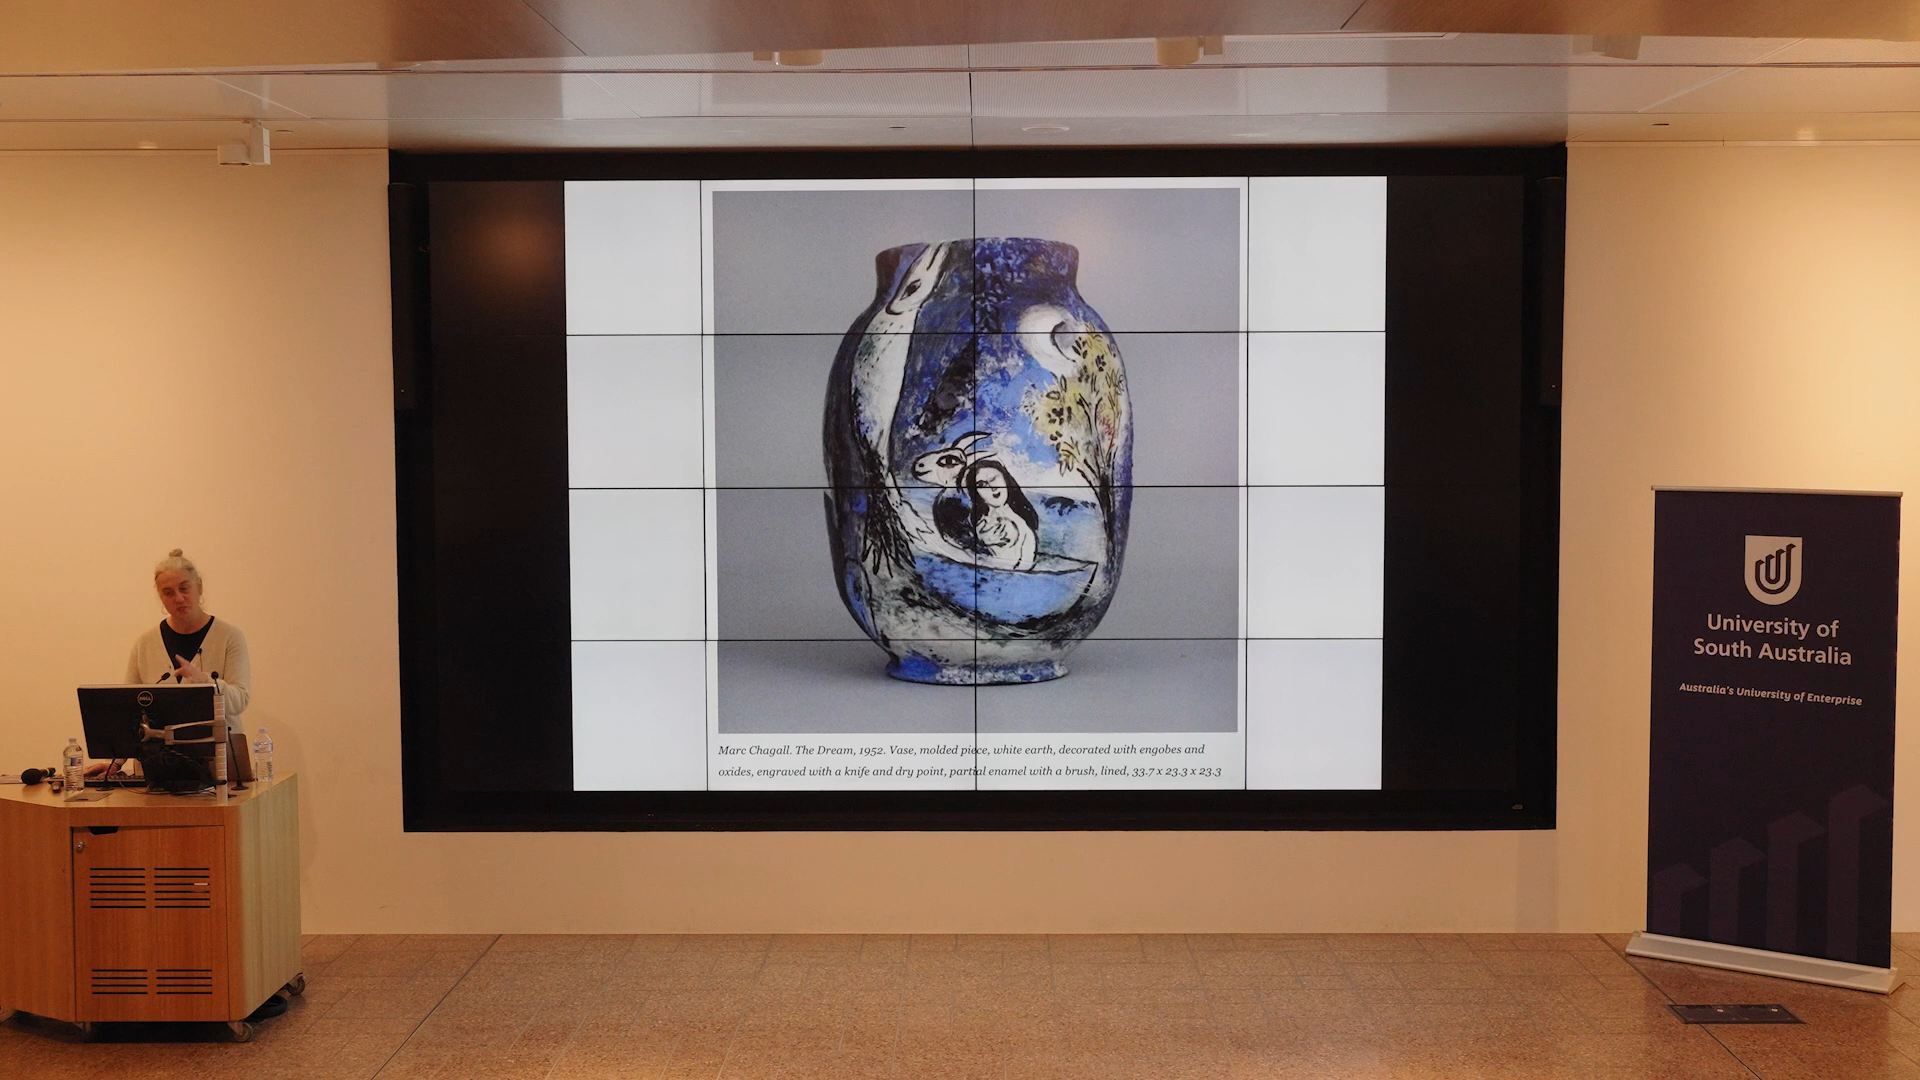 Marc Chagall. The Dream, 1952. Vase, molded piece, white earth, decorated with engobes and
oxides, engraved with a knife and dry point, partial enamel with a brush, lined, 33.7 x 23.3 x 23.3
DELL
University of
South Australia
Australia's University of Enterprise